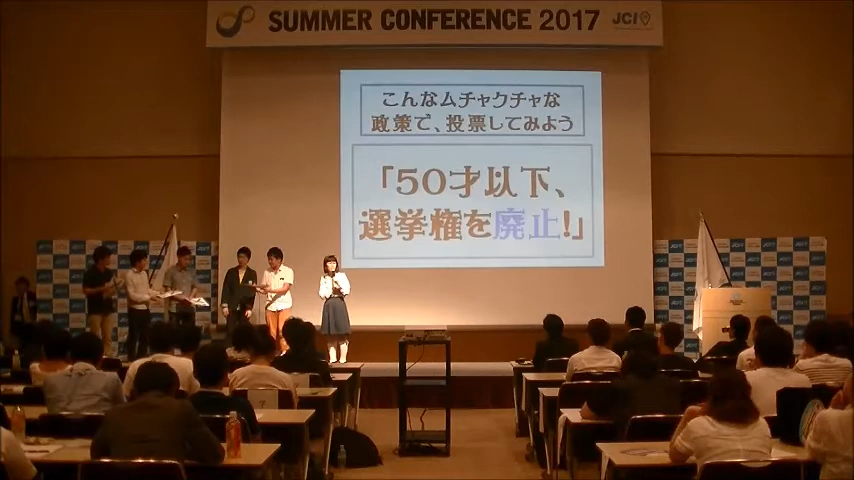 SUMMER CONFERENCE 2017
JCI
こんなムチャクチャな
政策で、投票してみよう
「50才以下、
選挙権を廃止!」